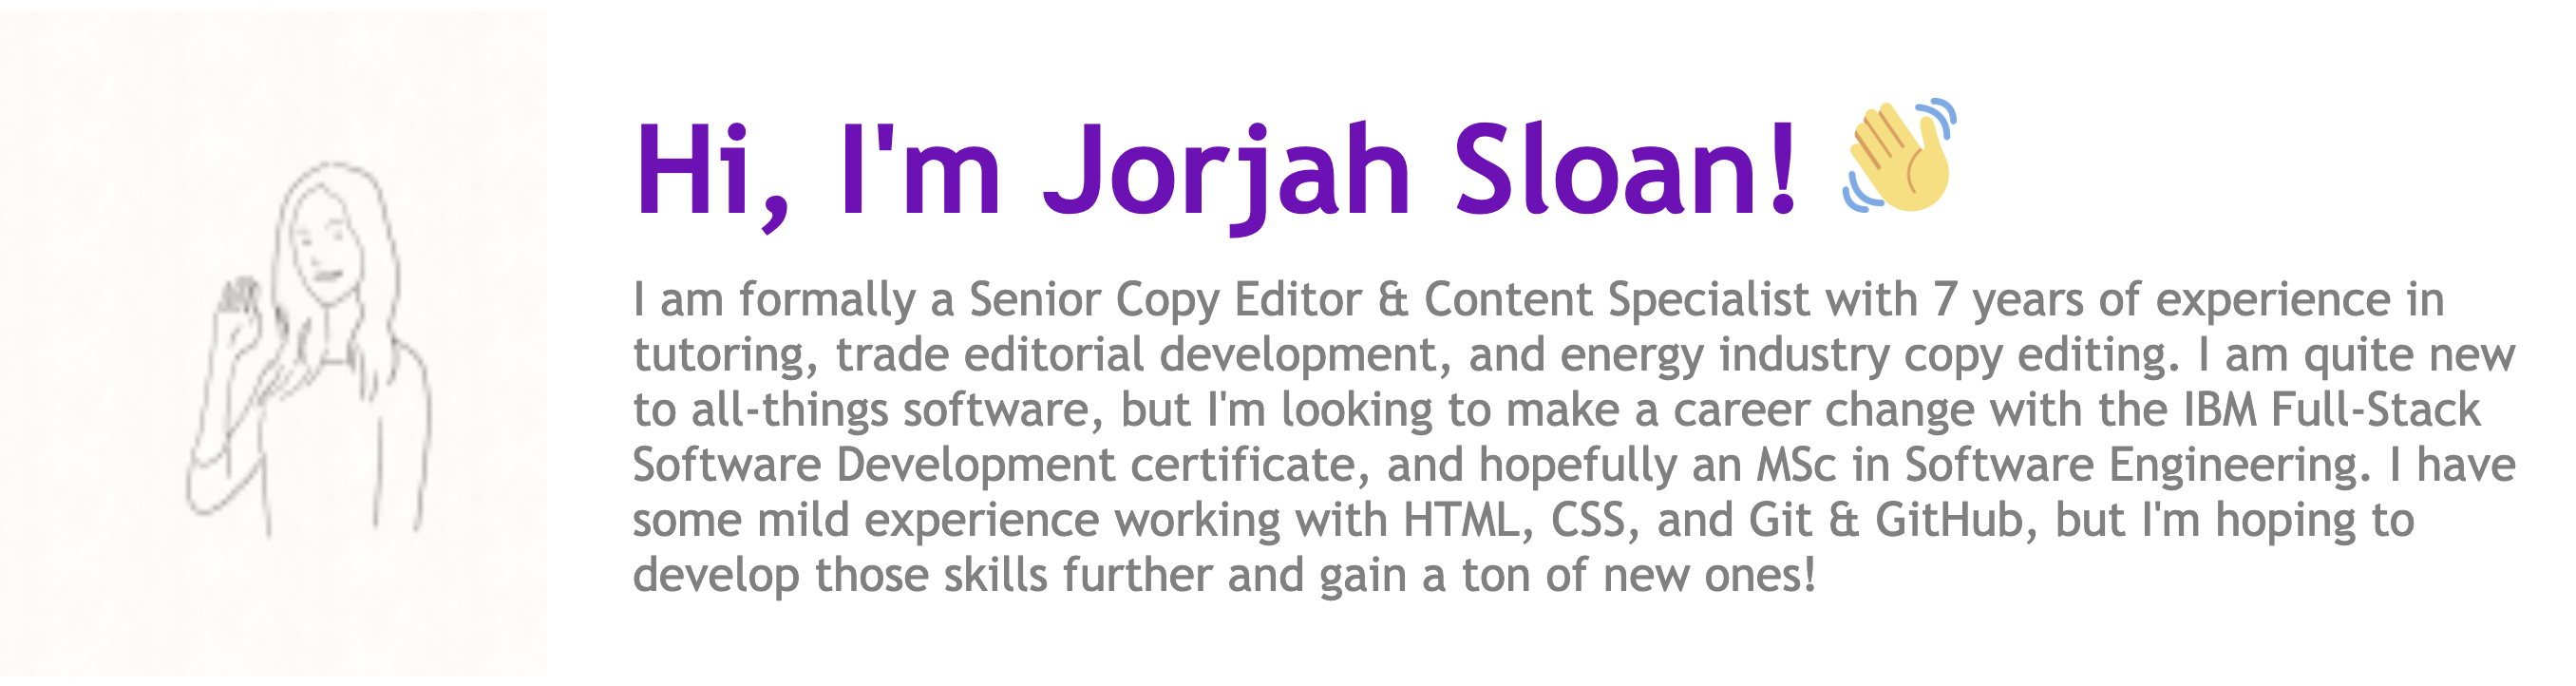 Hi, I'm Jorjah Sloan! 👋
I am formally a Senior Copy Editor & Content Specialist with 7 years of experience in
tutoring, trade editorial development, and energy industry copy editing. I am quite new
to all-things software, but I'm looking to make a career change with the IBM Full-Stack
Software Development certificate, and hopefully an MSc in Software Engineering. I have
some mild experience working with HTML, CSS, and Git & GitHub, but I'm hoping to
develop those skills further and gain a ton of new ones!